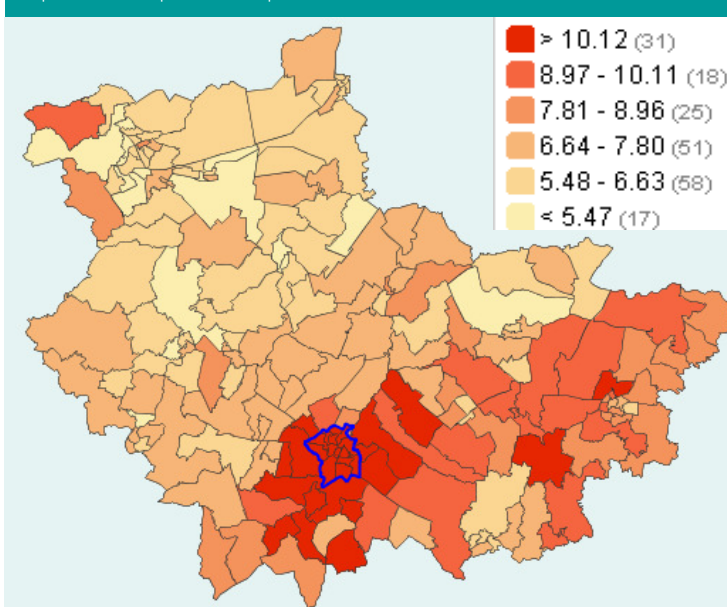 > 10.12 (31)
8.97 - 10.11 (18)
7.81 - 8.96 (25)
6.64 - 7.80 (51)
5.48 - 6.63 (58)
< 5.47 (17)